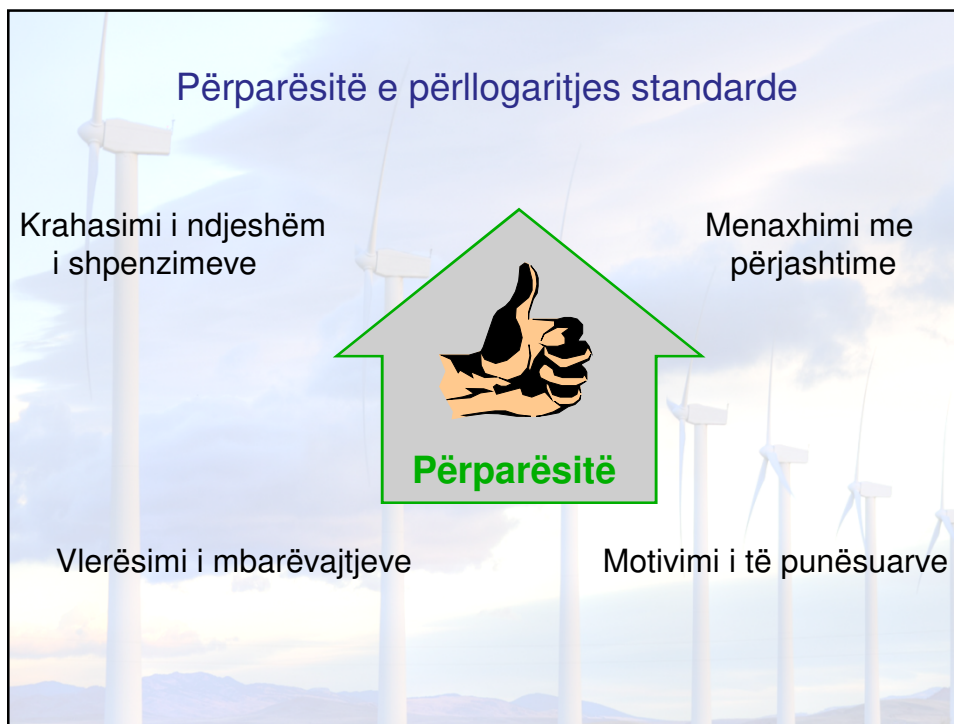 Përparësitë e përllogaritjes standarde
Krahasimi i ndjeshëm
i shpenzimeve
Menaxhimi me
përjashtime
Përparësitë
Vlerësimi i mbarëvajtjeve
Motivimi i të punësuarve